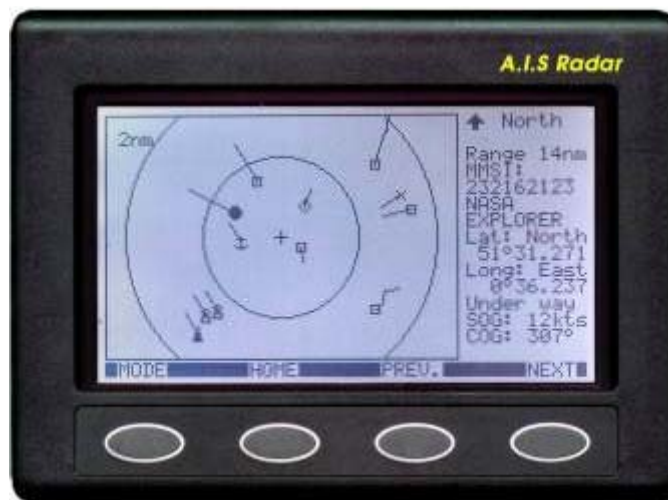 A.I.S Radar
2nm
North
Range 14nm
MMSI:
232162123
NASA
EXPLORER
Lat: North
51°31.271
Long: East
0°36.237
Under way
SOG: 12kts
COG: 307°
MODE HOME PREV. NEXT